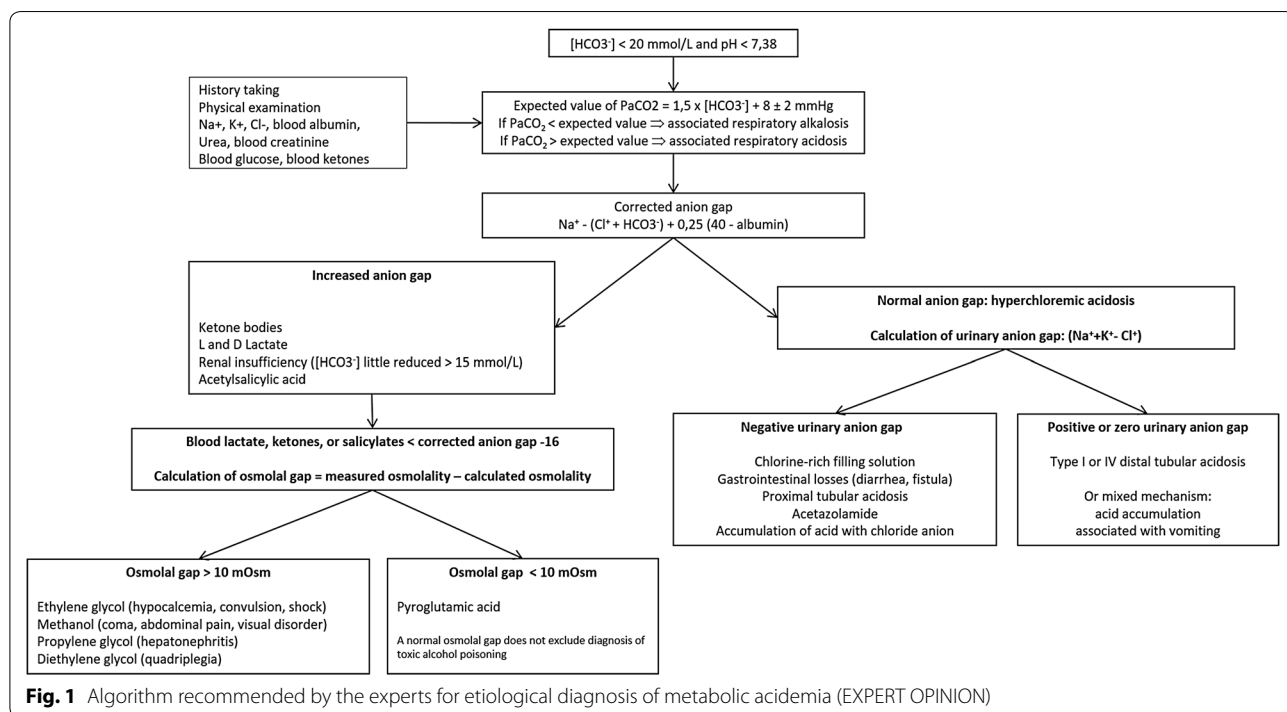 [HCO3-] < 20 mmol/L and pH < 7,38
History taking
Physical examination
Na+, K+, Cl-, blood albumin,
Urea, blood creatinine
Blood glucose, blood ketones
Expected value of PaCO2 = 1,5 x [HCO3-] + 8 ± 2 mmHg
If PaCO₂ < expected value ⇒ associated respiratory alkalosis
If PaCO₂ > expected value ⇒ associated respiratory acidosis
Corrected anion gap
Na⁺ - (Cl⁺ + HCO3⁻) + 0,25 (40 - albumin)
Increased anion gap
Ketone bodies
L and D Lactate
Renal insufficiency ([HCO3⁻] little reduced > 15 mmol/L)
Acetylsalicylic acid
Normal anion gap: hyperchloremic acidosis
Calculation of urinary anion gap: (Na⁺+K⁺- Cl⁺)
Blood lactate, ketones, or salicylates < corrected anion gap -16
Calculation of osmolal gap = measured osmolality – calculated osmolality
Negative urinary anion gap
Chlorine-rich filling solution
Gastrointestinal losses (diarrhea, fistula)
Proximal tubular acidosis
Acetazolamide
Accumulation of acid with chloride anion
Positive or zero urinary anion gap
Type I or IV distal tubular acidosis
Or mixed mechanism:
acid accumulation
associated with vomiting
Osmolal gap > 10 mOsm
Ethylene glycol (hypocalcemia, convulsion, shock)
Methanol (coma, abdominal pain, visual disorder)
Propylene glycol (hepatonephritis)
Diethylene glycol (quadriplegia)
Osmolal gap < 10 mOsm
Pyroglutamic acid
A normal osmolal gap does not exclude diagnosis of
toxic alcohol poisoning
Fig. 1 Algorithm recommended by the experts for etiological diagnosis of metabolic acidemia (EXPERT OPINION)